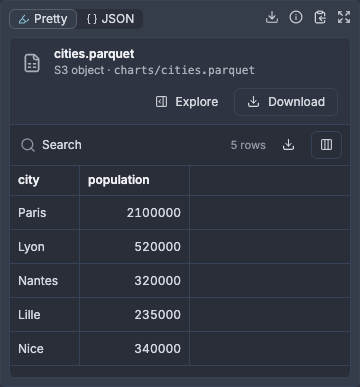 Pretty
{ } JSON
cities.parquet
S3 object · charts/cities.parquet
Explore
Download
Search
5 rows
city population
Paris 2100000
Lyon 520000
Nantes 320000
Lille 235000
Nice 340000